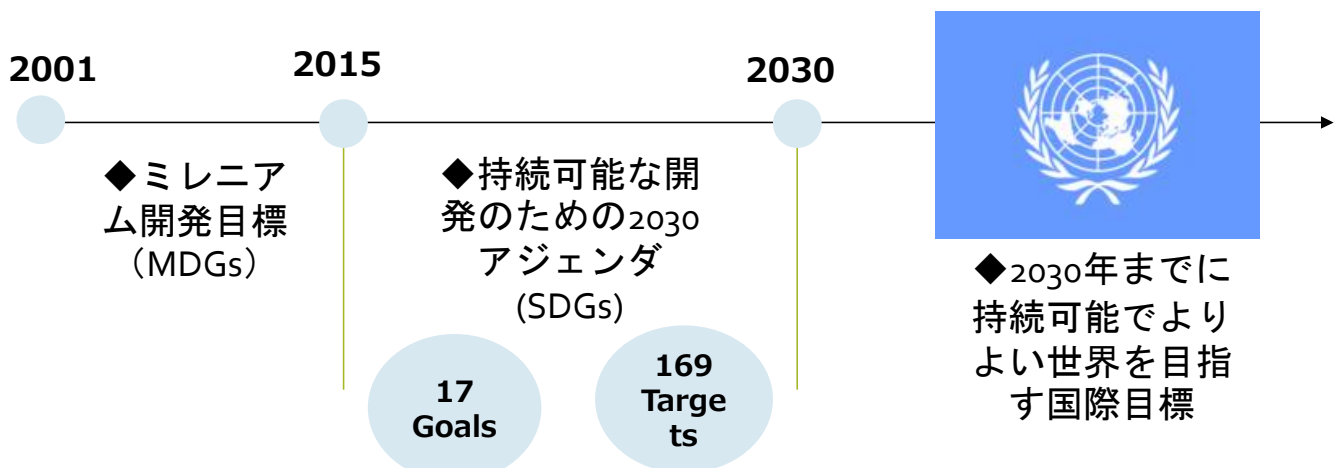 2001
2015
2030
◆ミレニア
ム開発目標
（MDGs）
◆持続可能な開
発のための2030
アジェンダ
(SDGs)
17
Goals
169
Targe
ts
◆2030年までに
持続可能でより
よい世界を目指
す国際目標